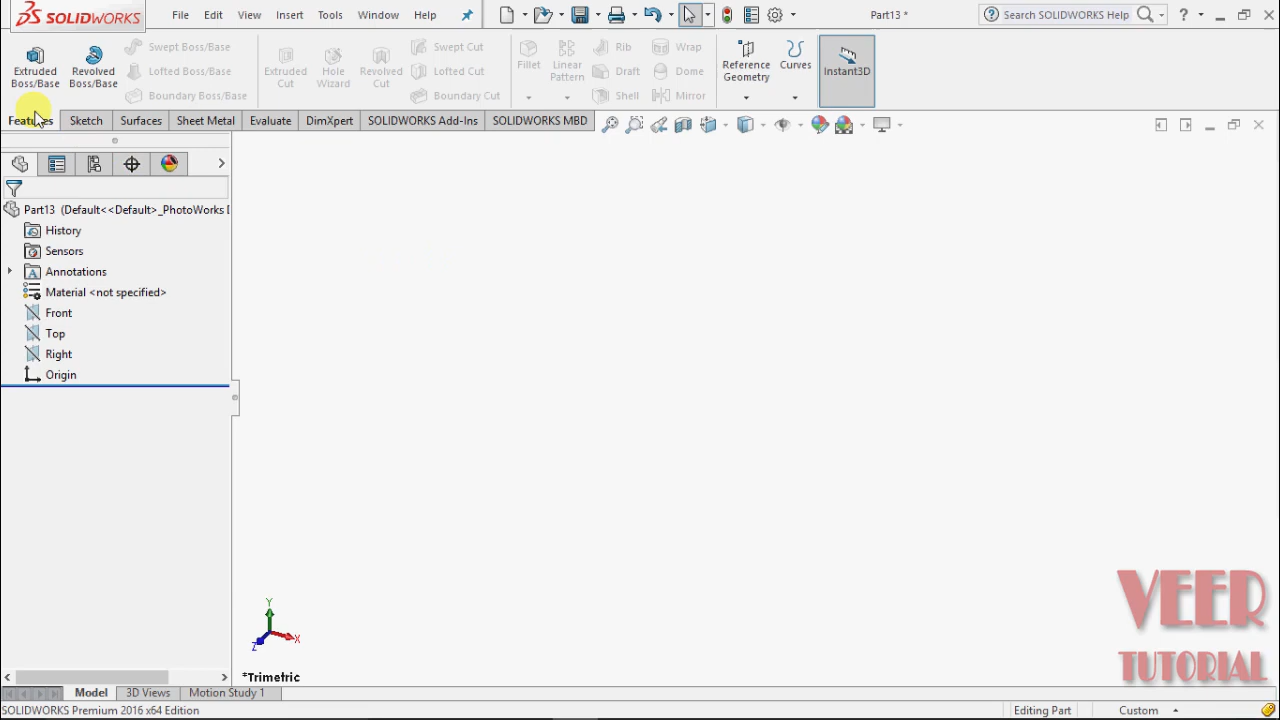 SOLIDWORKS File Edit View Insert Tools Window Help Part13 * Search SOLIDWORKS Help ?
Extruded Boss/Base
Revolved Boss/Base
Swept Boss/Base
Lofted Boss/Base
Boundary Boss/Base
Extruded Cut
Hole Wizard
Revolved Cut
Swept Cut
Lofted Cut
Boundary Cut
Fillet
Linear Pattern
Rib
Draft
Shell
Wrap
Dome
Mirror
Reference Geometry
Curves
Instant3D
Features Sketch Surfaces Sheet Metal Evaluate DimXpert SOLIDWORKS Add-Ins SOLIDWORKS MBD
Part13 (Default<<Default>_PhotoWorks
History
Sensors
Annotations
Material <not specified>
Front
Top
Right
Origin
Y
X
Z
*Trimetric
VEER
TUTORIAL
Model 3D Views Motion Study 1
SOLIDWORKS Premium 2016 x64 Edition Editing Part Custom